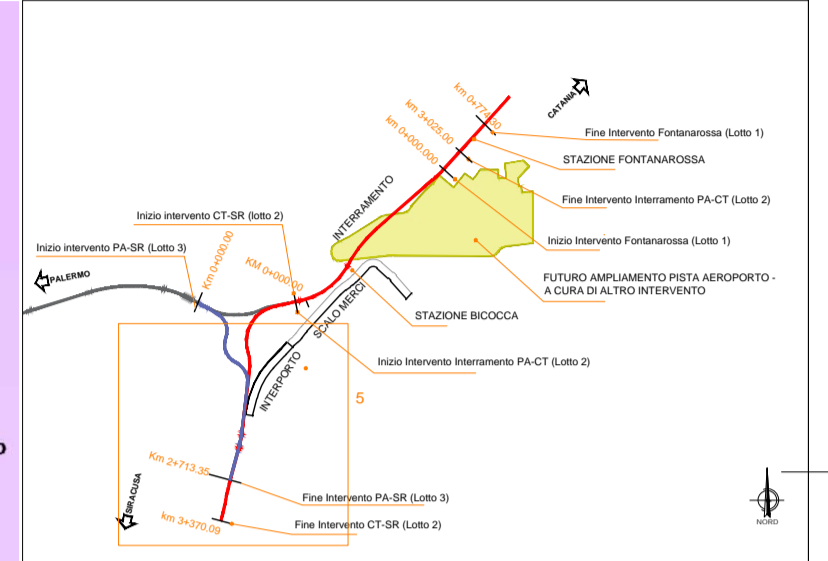 km 0+774.30
CATANIA
km 3+025.00
km 0+000.000
Fine Intervento Fontanarossa (Lotto 1)
STAZIONE FONTANAROSSA
INTERRAMENTO
Fine Intervento Interramento PA-CT (Lotto 2)
Inizio intervento CT-SR (lotto 2)
Inizio Intervento Fontanarossa (Lotto 1)
Inizio intervento PA-SR (Lotto 3)
Km 0+000.00
KM 0+000.00
PALERMO
FUTURO AMPLIAMENTO PISTA AEROPORTO -
A CURA DI ALTRO INTERVENTO
SCALO MERCI
STAZIONE BICOCCA
Inizio Intervento Interramento PA-CT (Lotto 2)
INTERPORTO
5
Km 2+713.35
SIRACUSA
Fine Intervento PA-SR (Lotto 3)
km 3+370.09
Fine Intervento CT-SR (Lotto 2)
NORD